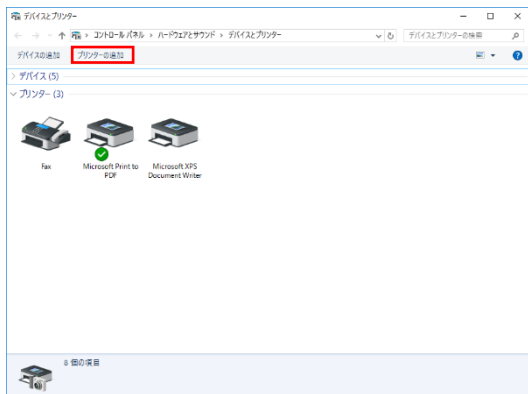 デバイスとプリンター
コントロール パネル > ハードウェアとサウンド > デバイスとプリンター
デバイスとプリンターの検索
デバイスの追加 プリンターの追加
デバイス (5)
プリンター (3)
Fax
Microsoft Print to
PDF
Microsoft XPS
Document Writer
8 個の項目